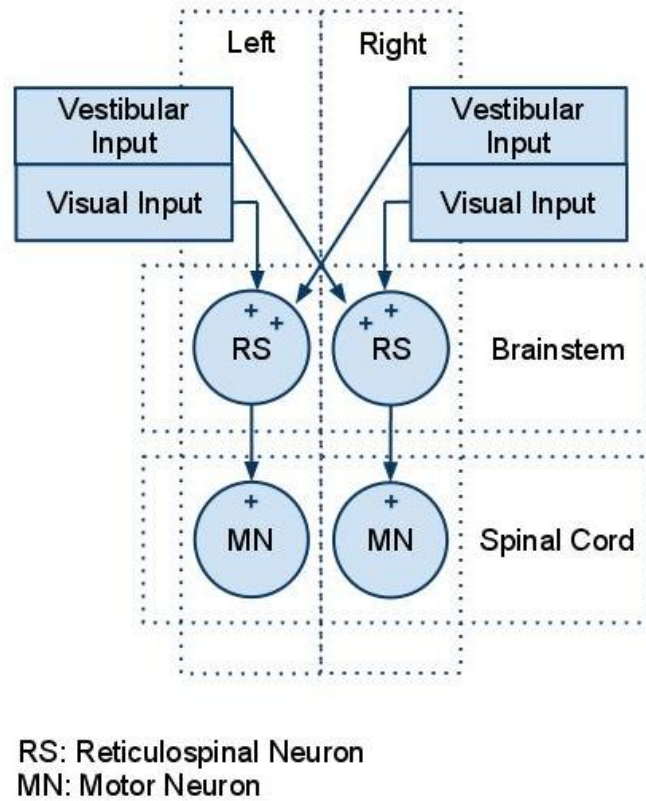 Left
Right
Vestibular
Input
Visual Input
Vestibular
Input
Visual Input
+
+
RS
+
+
RS
Brainstem
+
MN
+
MN
Spinal Cord
RS: Reticulospinal Neuron
MN: Motor Neuron